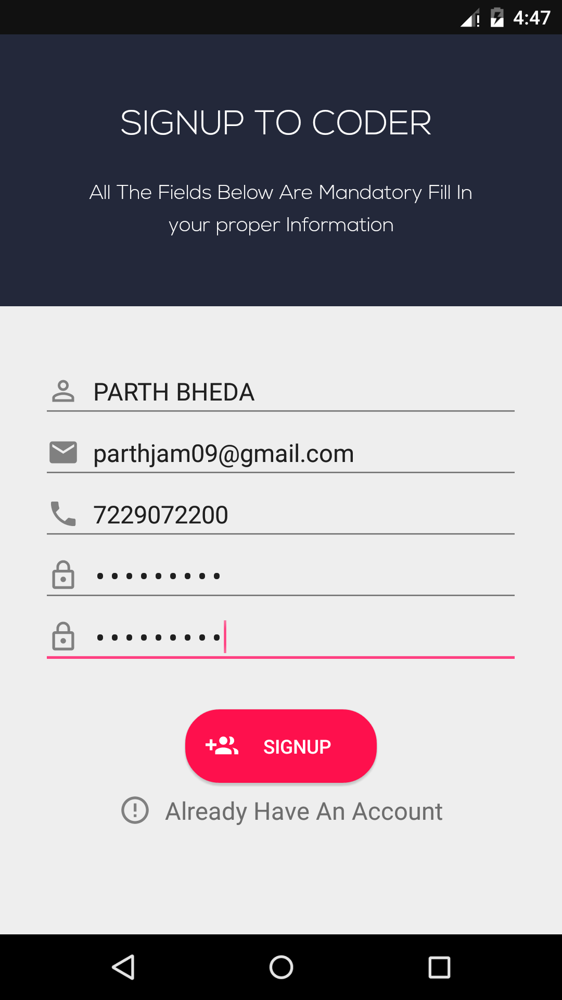 4:47
SIGNUP TO CODER
All The Fields Below Are Mandatory Fill In
your proper Information
PARTH BHEDA
parthjam09@gmail.com
7229072200
•••••••••
•••••••••
SIGNUP
Already Have An Account